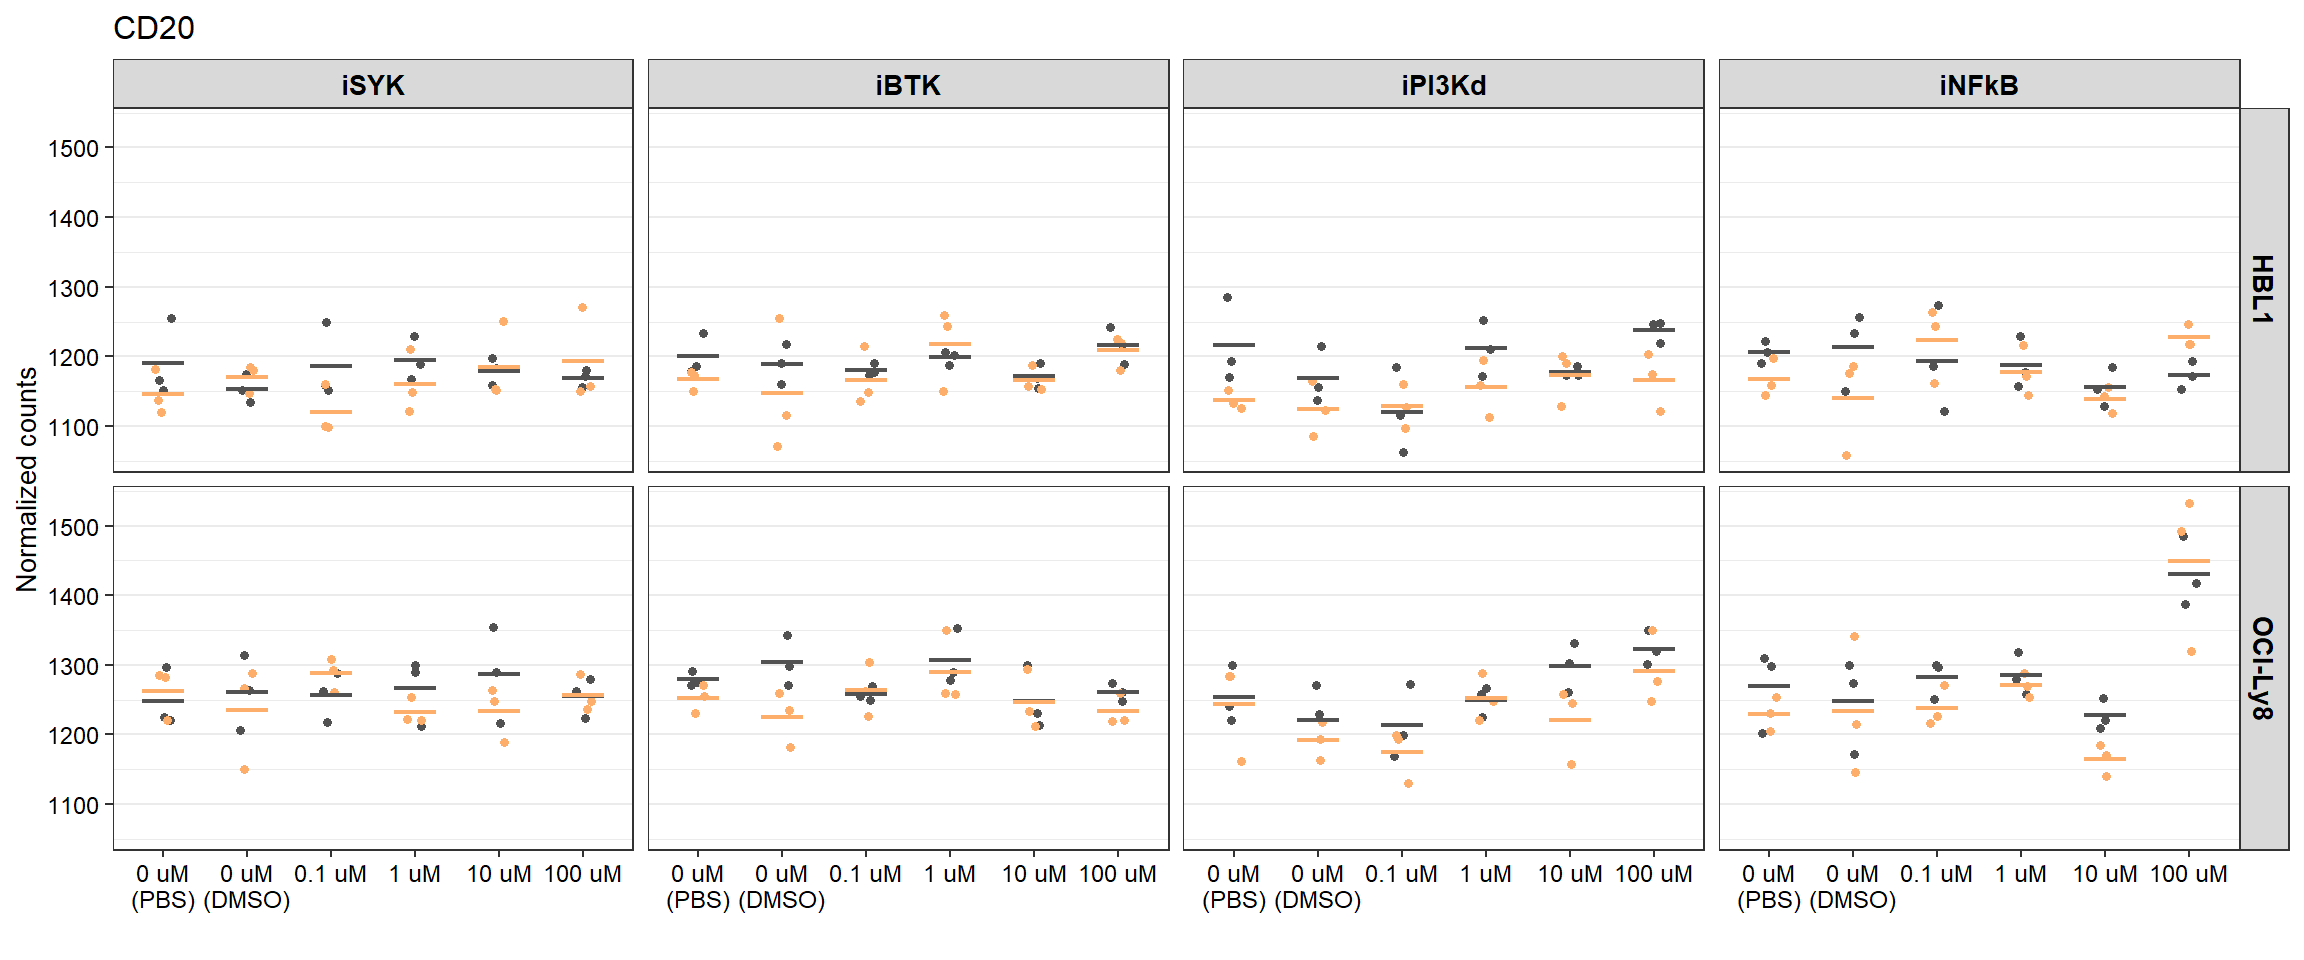 CD20
iSYK iBTK iPI3Kd iNFkB
HBL1
1500
1400
1300
1200
1100
Normalized counts
OCI-Ly8
1500
1400
1300
1200
1100
0 uM 0 uM 0.1 uM 1 uM 10 uM 100 uM 0 uM 0 uM 0.1 uM 1 uM 10 uM 100 uM 0 uM 0 uM 0.1 uM 1 uM 10 uM 100 uM 0 uM 0 uM 0.1 uM 1 uM 10 uM 100 uM
(PBS) (DMSO) (PBS) (DMSO) (PBS) (DMSO) (PBS) (DMSO)